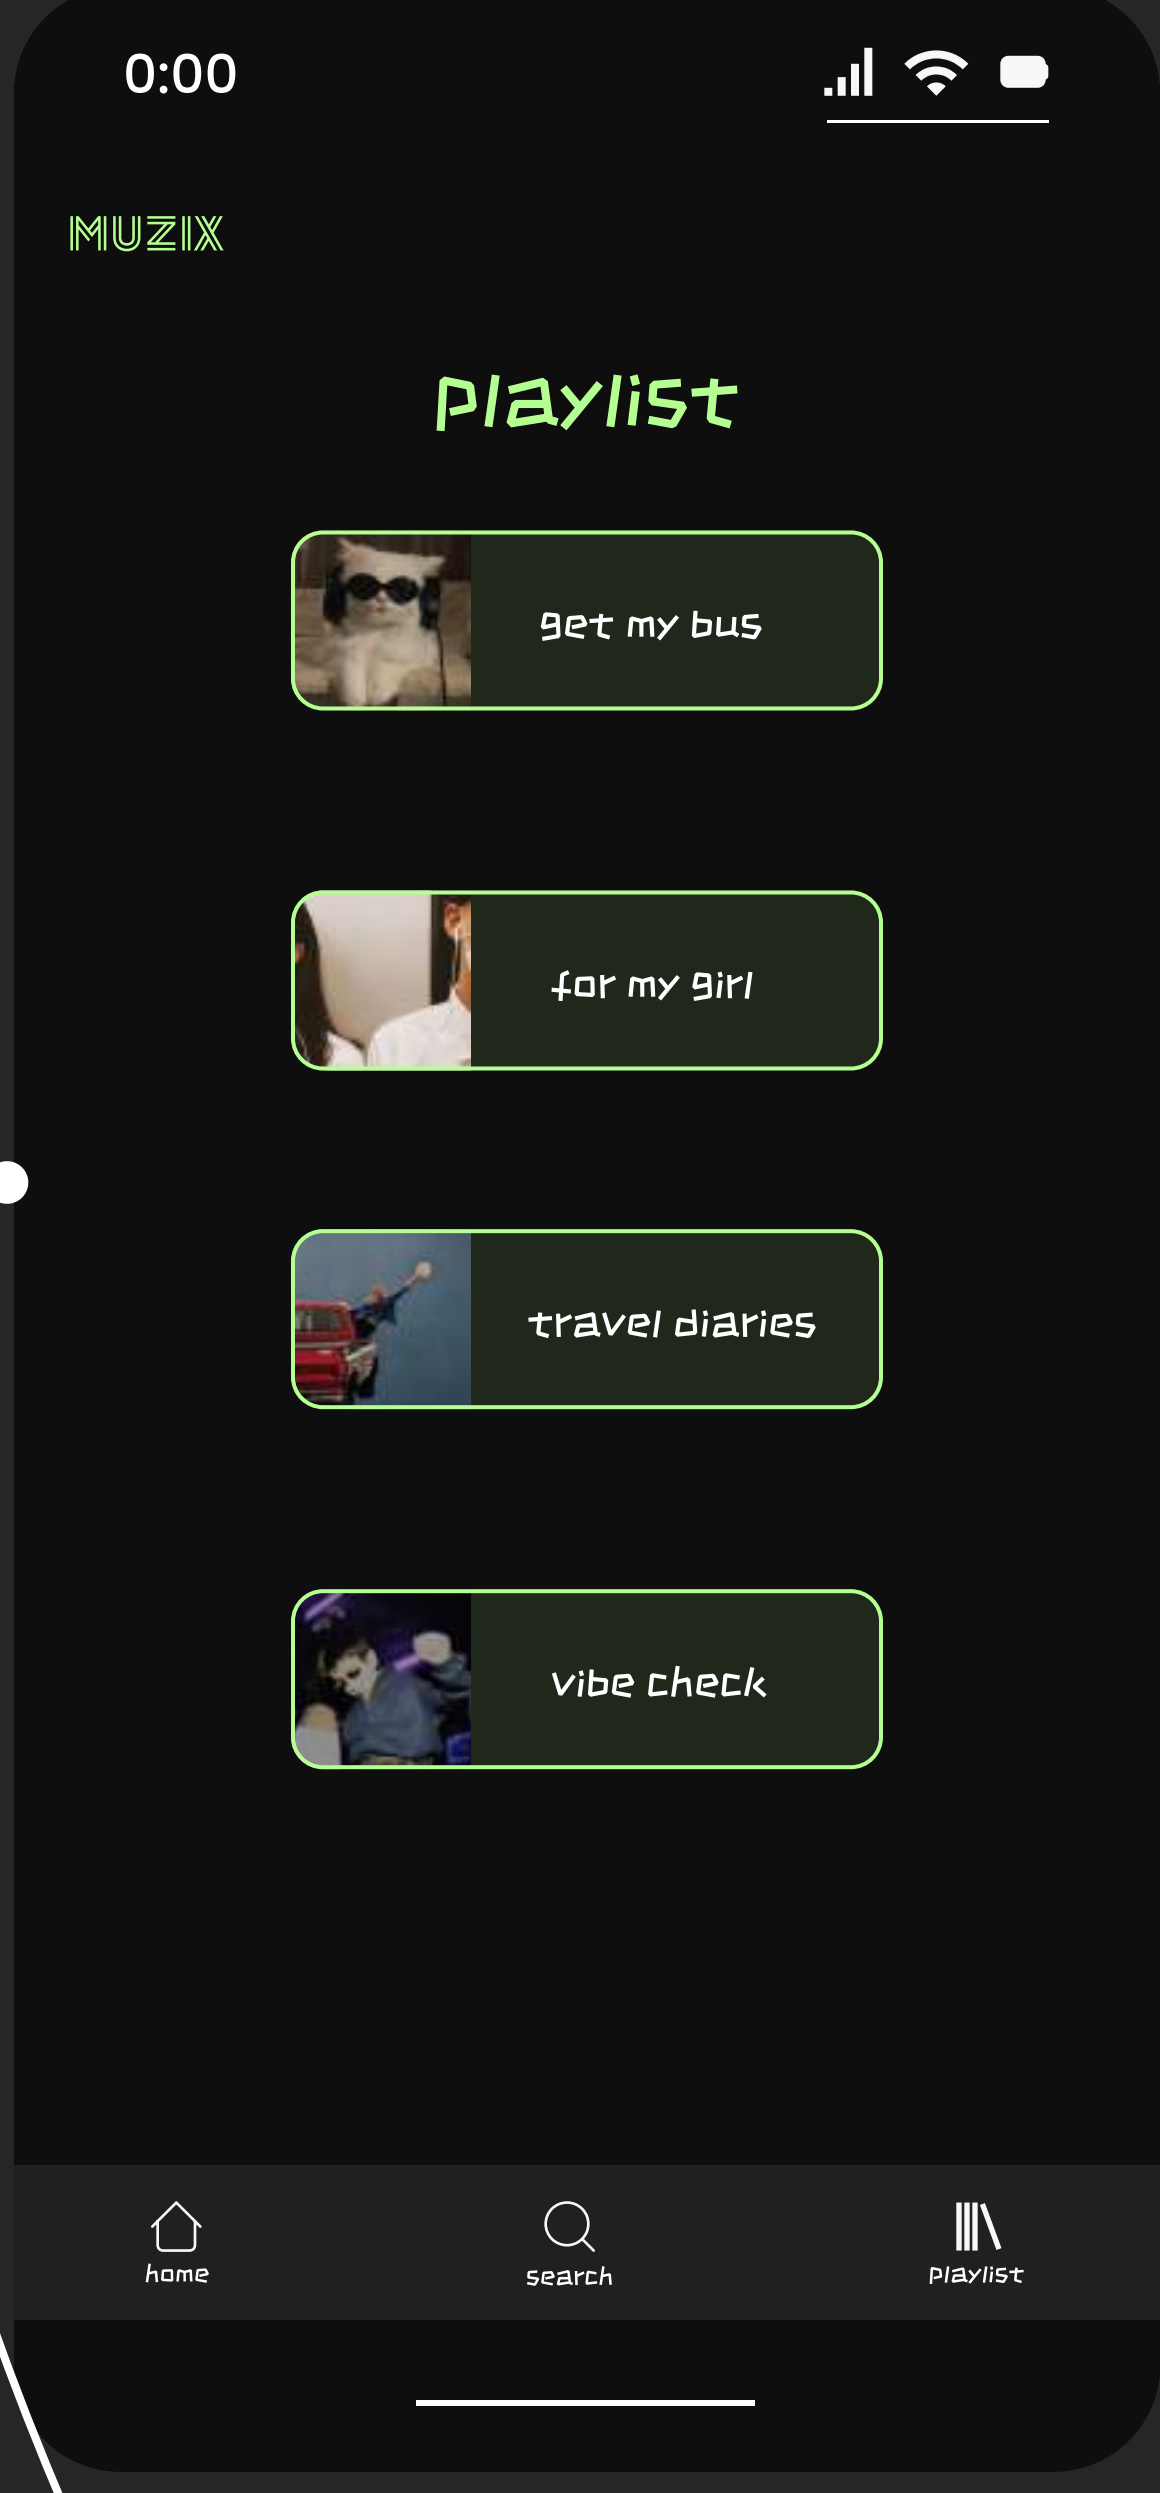 0:00
MUZIX
playlist
get my bus
for my girl
travel diaries
vibe check
home
search
playlist